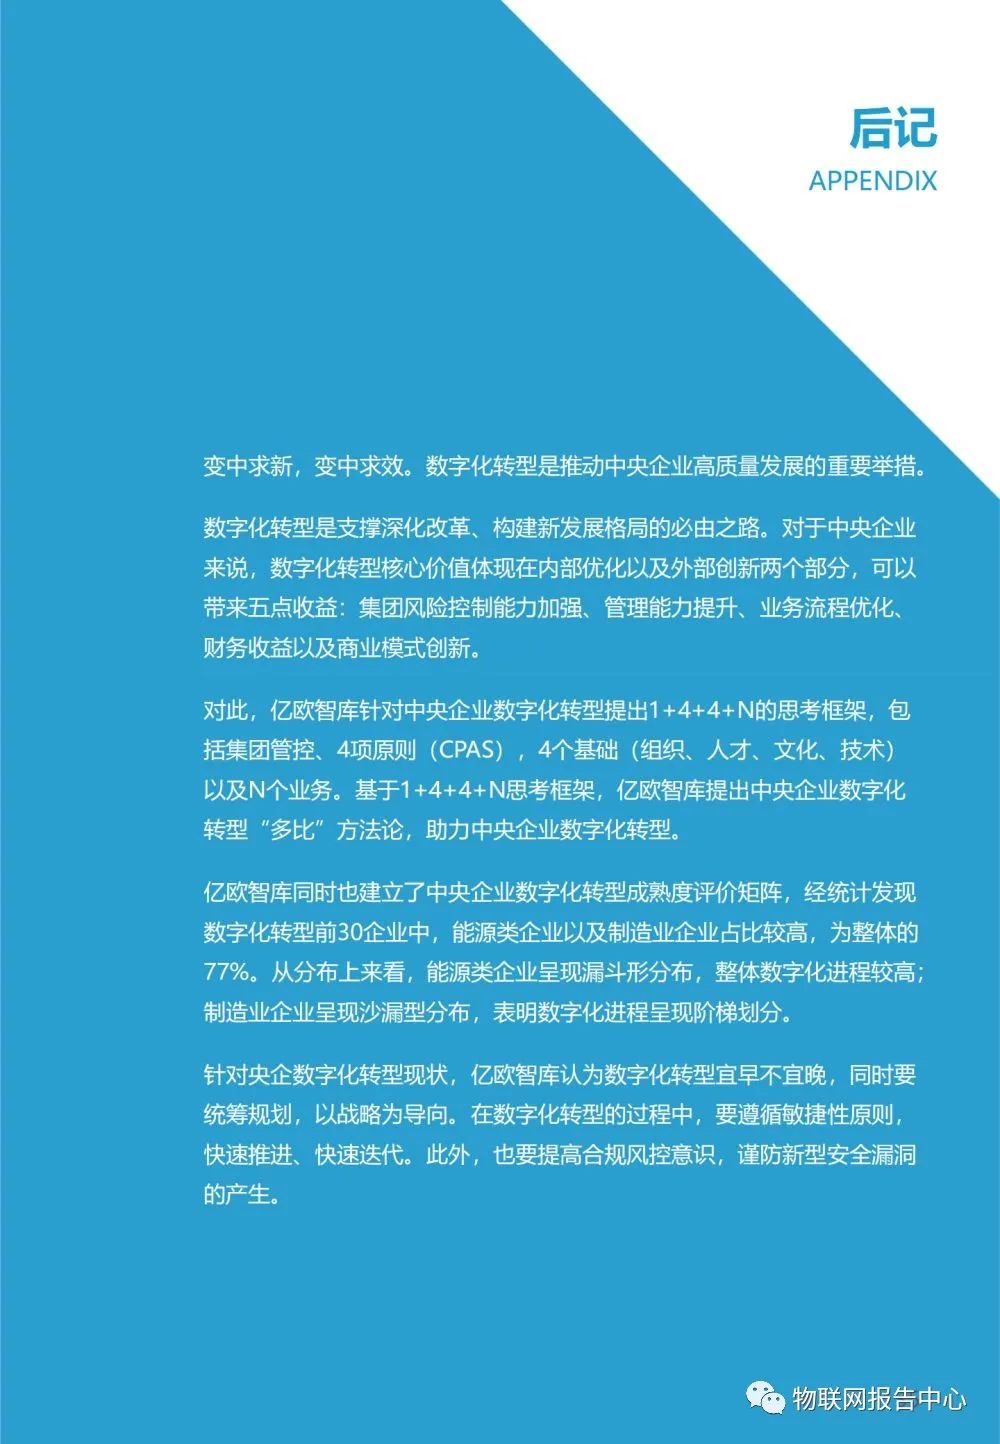 后记
APPENDIX
变中求新，变中求效。数字化转型是推动中央企业高质量发展的重要举措。
数字化转型是支撑深化改革、构建新发展格局的必由之路。对于中央企业
来说，数字化转型核心价值体现在内部优化以及外部创新两个部分，可以
带来五点收益：集团风险控制能力加强、管理能力提升、业务流程优化、
财务收益以及商业模式创新。
对此，亿欧智库针对中央企业数字化转型提出1+4+4+N的思考框架，包
括集团管控、4项原则（CPAS），4个基础（组织、人才、文化、技术）
以及N个业务。基于1+4+4+N思考框架，亿欧智库提出中央企业数字化
转型“多比”方法论，助力中央企业数字化转型。
亿欧智库同时也建立了中央企业数字化转型成熟度评价矩阵，经统计发现
数字化转型前30企业中，能源类企业以及制造业企业占比较高，为整体的
77%。从分布上来看，能源类企业呈现漏斗形分布，整体数字化进程较高；
制造业企业呈现沙漏型分布，表明数字化进程呈现阶梯划分。
针对央企数字化转型现状，亿欧智库认为数字化转型宜早不宜晚，同时要
统筹规划，以战略为导向。在数字化转型的过程中，要遵循敏捷性原则，
快速推进、快速迭代。此外，也要提高合规风控意识，谨防新型安全漏洞
的产生。
物联网报告中心